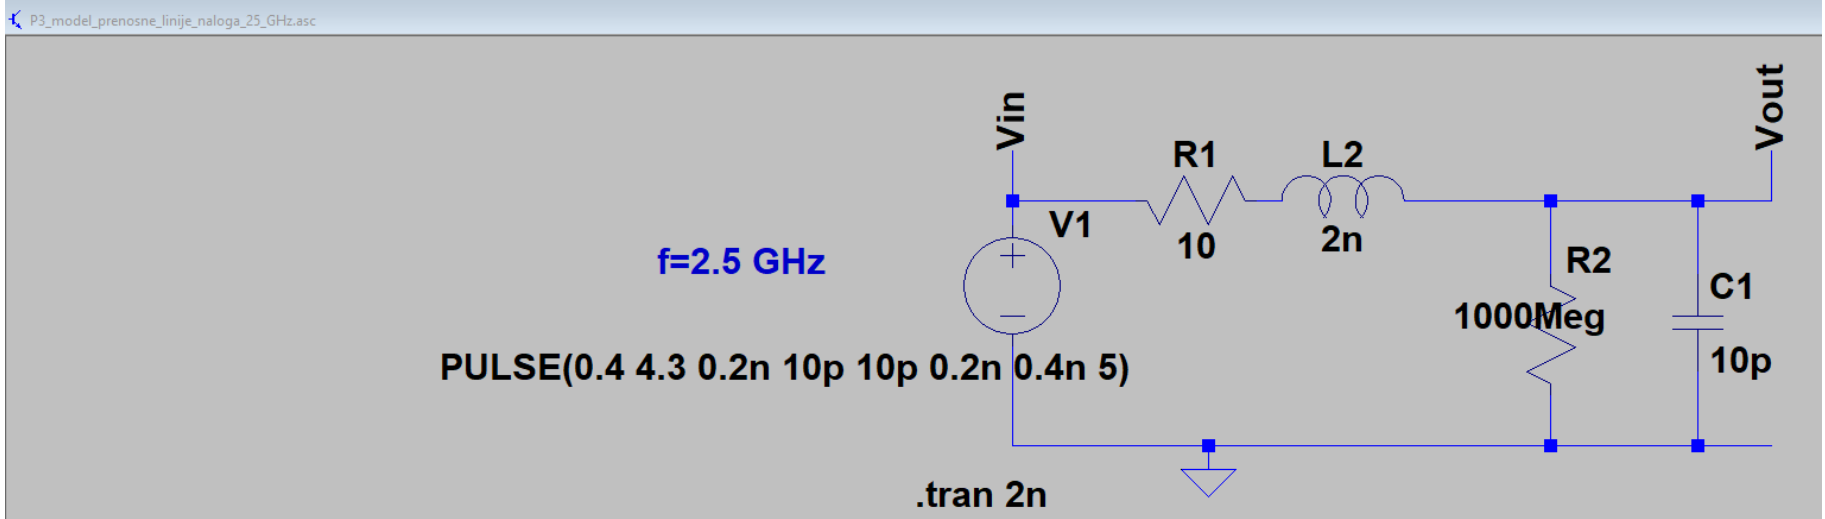 P3_model_prenosne_linije_naloga_25_GHz.asc
Vin
Vout
R1
L2
V1
10
2n
f=2.5 GHz
R2
C1
1000Meg
PULSE(0.4 4.3 0.2n 10p 10p 0.2n 0.4n 5)
10p
.tran 2n